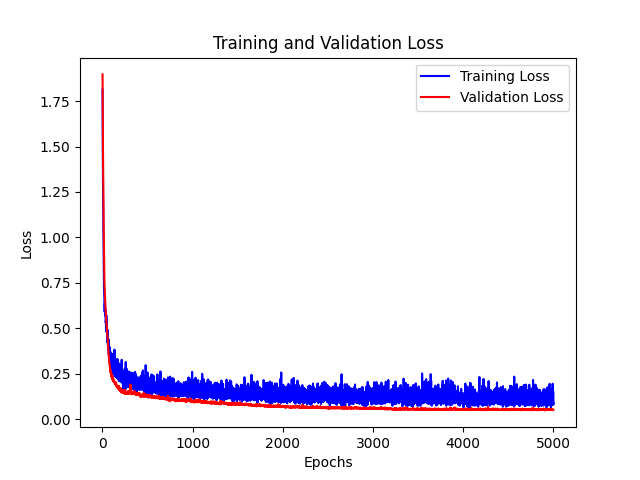 Training and Validation Loss
Training Loss
Validation Loss
Loss
1.75
1.50
1.25
1.00
0.75
0.50
0.25
0.00
0
1000
2000
3000
4000
5000
Epochs